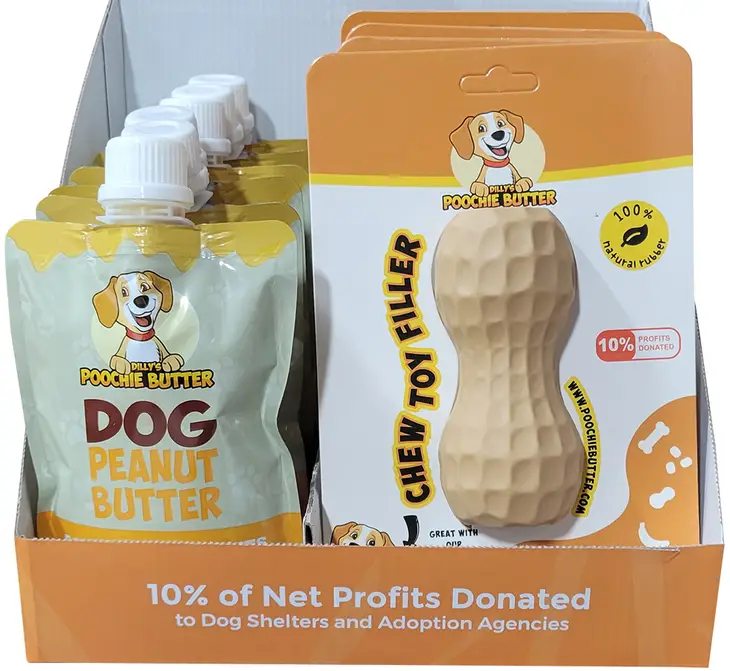 DILLY'S
POOCHIE BUTTER
DOG
PEANUT
BUTTER
DILLY'S
POOCHIE BUTTER
CHEW TOY FILLER
100%
natural rubber
10% PROFITS
DONATED
WWW.POOCHIEBUTTER.COM
GREAT WITH
OUR
10% of Net Profits Donated
to Dog Shelters and Adoption Agencies